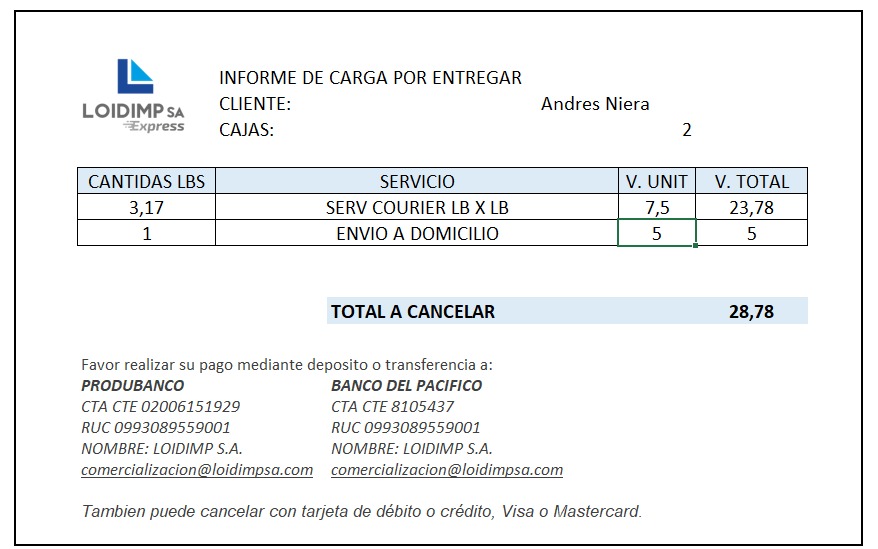 LOIDIMP SA
Express
INFORME DE CARGA POR ENTREGAR
CLIENTE: Andres Niera
CAJAS: 2
CANTIDAS LBS SERVICIO V. UNIT V. TOTAL
3,17 SERV COURIER LB X LB 7,5 23,78
1 ENVIO A DOMICILIO 5 5
TOTAL A CANCELAR 28,78
Favor realizar su pago mediante deposito o transferencia a:
PRODUBANCO BANCO DEL PACIFICO
CTA CTE 02006151929 CTA CTE 8105437
RUC 0993089559001 RUC 0993089559001
NOMBRE: LOIDIMP S.A. NOMBRE: LOIDIMP S.A.
comercializacion@loidimpsa.com comercializacion@loidimpsa.com
Tambien puede cancelar con tarjeta de débito o crédito, Visa o Mastercard.